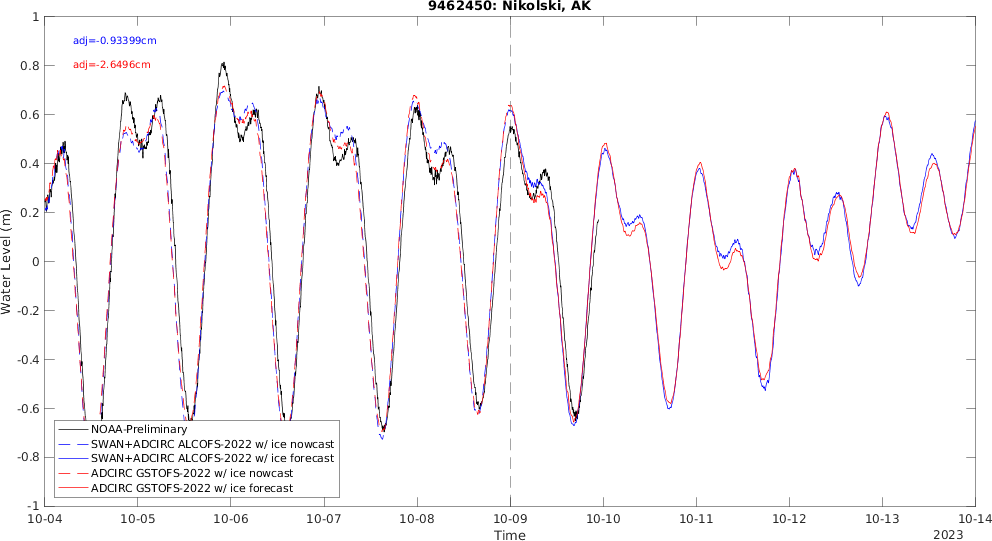 9462450: Nikolski, AK
adj=-0.93399cm
adj=-2.6496cm
Water Level (m)
1
0.8
0.6
0.4
0.2
0
-0.2
-0.4
-0.6
-0.8
-1
NOAA-Preliminary
SWAN+ADCIRC ALCOFS-2022 w/ ice nowcast
SWAN+ADCIRC ALCOFS-2022 w/ ice forecast
ADCIRC GSTOFS-2022 w/ ice nowcast
ADCIRC GSTOFS-2022 w/ ice forecast
10-04 10-05 10-06 10-07 10-08 10-09 10-10 10-11 10-12 10-13 10-14
Time
2023